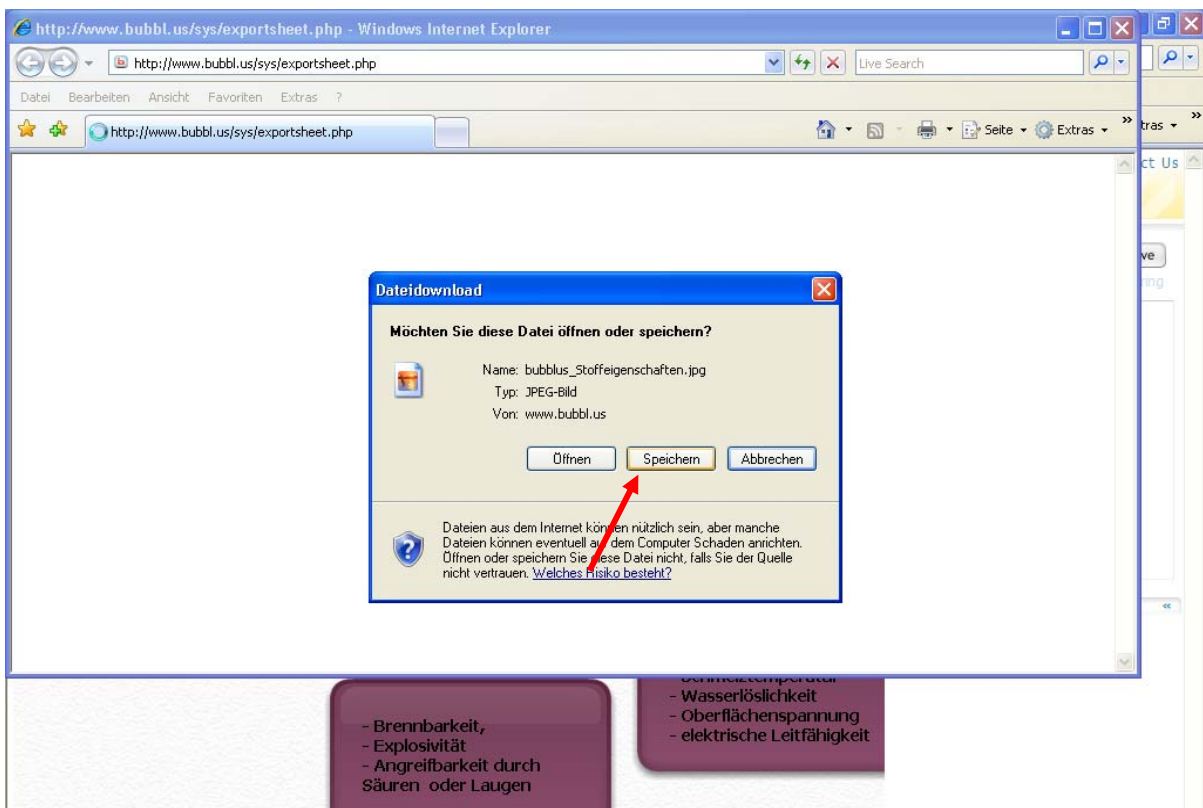 http://www.bubbl.us/sys/exportsheet.php - Windows Internet Explorer
http://www.bubbl.us/sys/exportsheet.php
Live Search
Datei Bearbeiten Ansicht Favoriten Extras ?
http://www.bubbl.us/sys/exportsheet.php
Seite
Extras
»
tras
»
ct Us
ve
ring
«
Dateidownload
Möchten Sie diese Datei öffnen oder speichern?
Name: bubblus_Stoffeigenschaften.jpg
Typ: JPEG-Bild
Von: www.bubbl.us
Öffnen
Speichern
Abbrechen
Dateien aus dem Internet können nützlich sein, aber manche
Dateien können eventuell auf dem Computer Schaden anrichten.
Öffnen oder speichern Sie diese Datei nicht, falls Sie der Quelle
nicht vertrauen. Welches Risiko besteht?
- Brennbarkeit,
- Explosivität
- Angreifbarkeit durch
Säuren oder Laugen
- Schmelztemperatur
- Wasserlöslichkeit
- Oberflächenspannung
- elektrische Leitfähigkeit